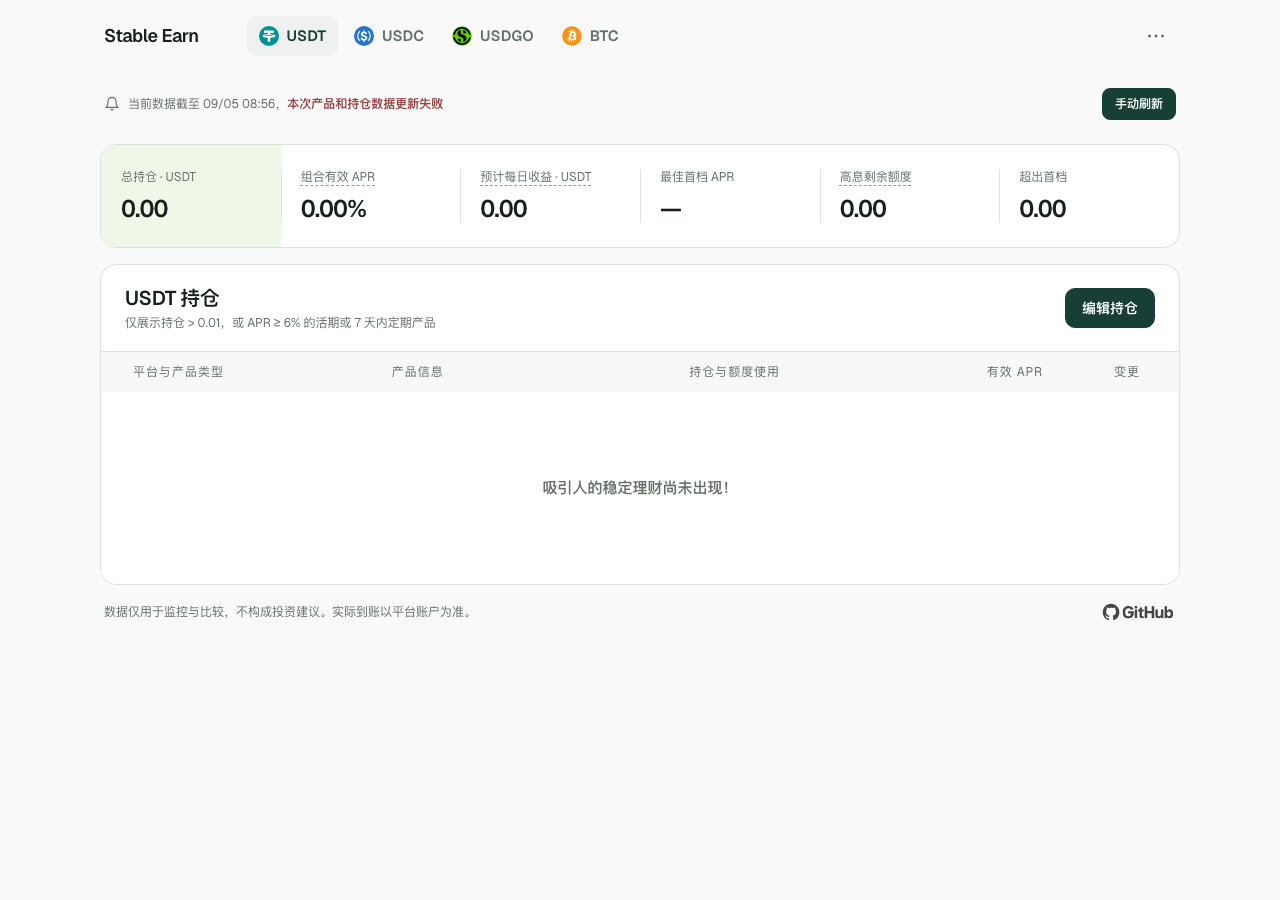 Stable Earn
USDT
USDC
USDGO
BTC
当前数据截至 09/05 08:56，本次产品和持仓数据更新失败
手动刷新
总持仓 · USDT
0.00
组合有效 APR
0.00%
预计每日收益 · USDT
0.00
最佳首档 APR
—
高息剩余额度
0.00
超出首档
0.00
USDT 持仓
仅展示持仓 > 0.01，或 APR ≥ 6% 的活期或 7 天内定期产品
编辑持仓
平台与产品类型
产品信息
持仓与额度使用
有效 APR
变更
吸引人的稳定理财尚未出现！
数据仅用于监控与比较，不构成投资建议。实际到账以平台账户为准。
GitHub